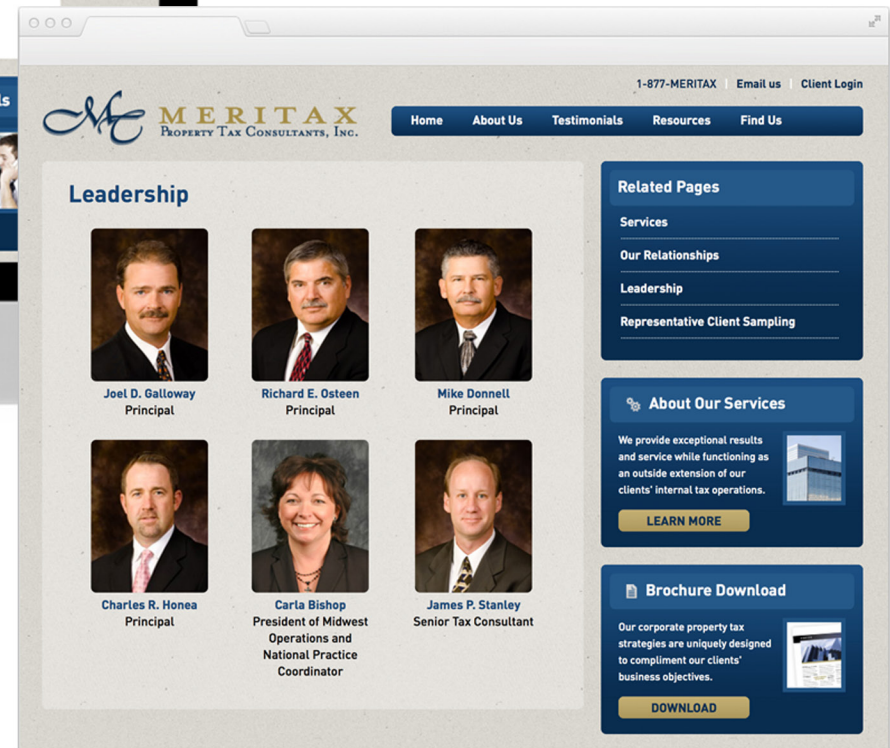 1-877-MERITAX Email us Client Login
MC MERITAX
PROPERTY TAX CONSULTANTS, INC.
Home About Us Testimonials Resources Find Us
ls
Leadership
Joel D. Galloway
Principal
Richard E. Osteen
Principal
Mike Donnell
Principal
Charles R. Honea
Principal
Carla Bishop
President of Midwest
Operations and
National Practice
Coordinator
James P. Stanley
Senior Tax Consultant
Related Pages
Services
Our Relationships
Leadership
Representative Client Sampling
About Our Services
We provide exceptional results
and service while functioning as
an outside extension of our
clients' internal tax operations.
LEARN MORE
Brochure Download
Our corporate property tax
strategies are uniquely designed
to compliment our clients'
business objectives.
DOWNLOAD